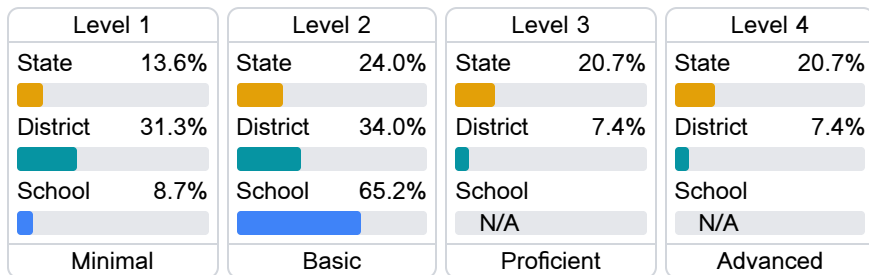 Level 1
State 13.6%
District 31.3%
School 8.7%
Minimal
Level 2
State 24.0%
District 34.0%
School 65.2%
Basic
Level 3
State 20.7%
District 7.4%
School
N/A
Proficient
Level 4
State 20.7%
District 7.4%
School
N/A
Advanced